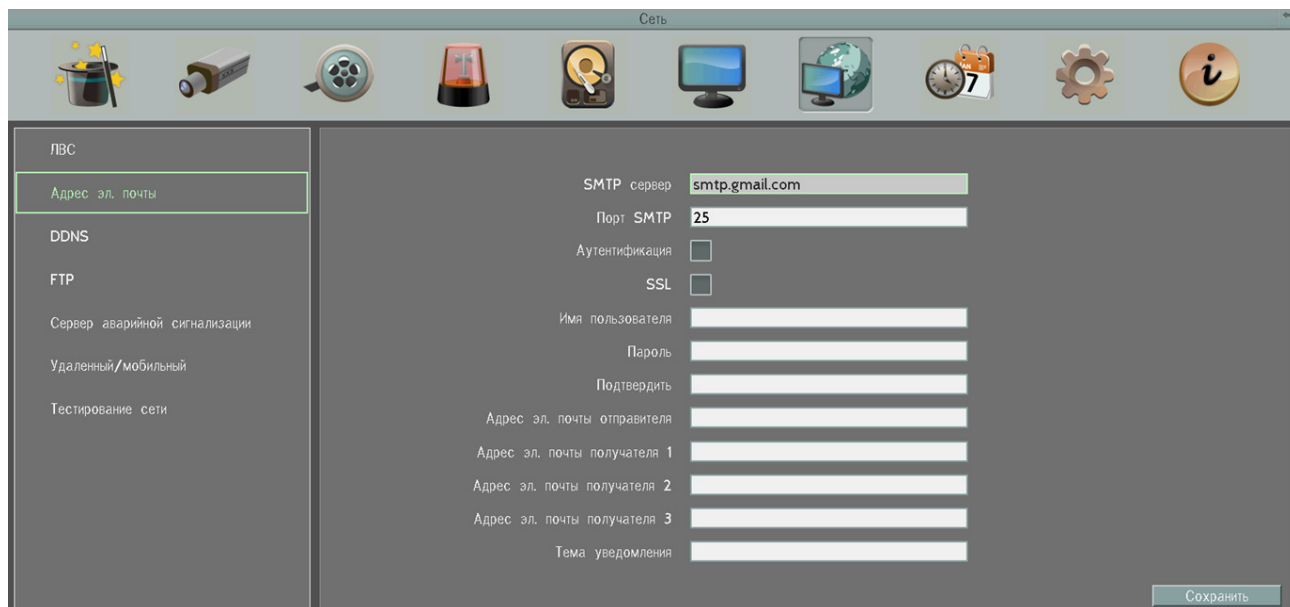 Сеть
JAN
7
i
ЛВС
Адрес эл. почты
DDNS
FTP
Сервер аварийной сигнализации
Удаленный/мобильный
Тестирование сети
SMTP сервер smtp.gmail.com
Порт SMTP 25
Аутентификация
SSL
Имя пользователя
Пароль
Подтвердить
Адрес эл. почты отправителя
Адрес эл. почты получателя 1
Адрес эл. почты получателя 2
Адрес эл. почты получателя 3
Тема уведомления
Сохранить